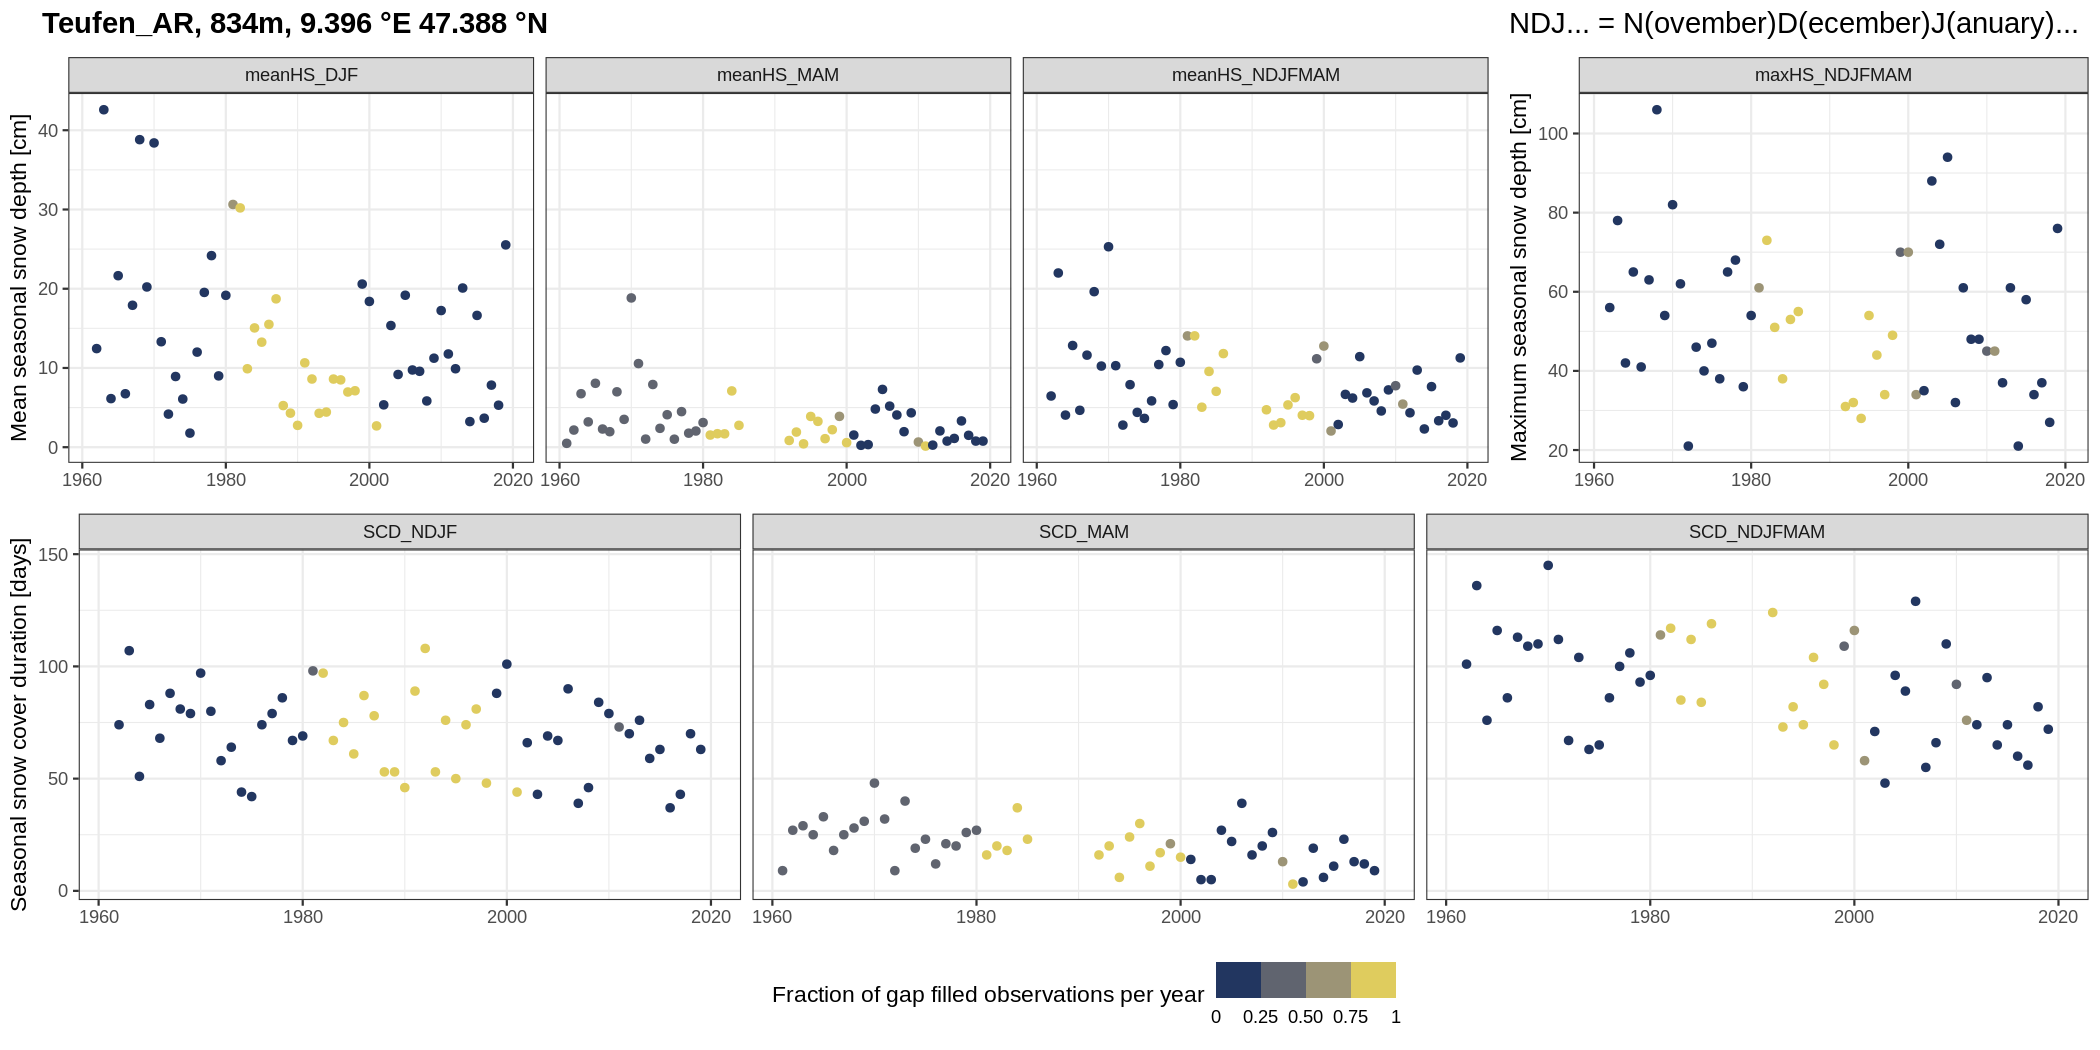 Teufen_AR, 834m, 9.396 °E 47.388 °N
NDJ... = N(ovember)D(ecember)J(anuary)...
meanHS_DJF
meanHS_MAM
meanHS_NDJFMAM
maxHS_NDJFMAM
Mean seasonal snow depth [cm]
40
30
20
10
0
1960 1980 2000 2020
1960 1980 2000 2020
1960 1980 2000 2020
Maximum seasonal snow depth [cm]
100
80
60
40
20
1960 1980 2000 2020
SCD_NDJF
SCD_MAM
SCD_NDJFMAM
Seasonal snow cover duration [days]
150
100
50
0
1960 1980 2000 2020
1960 1980 2000 2020
1960 1980 2000 2020
Fraction of gap filled observations per year
0 0.25 0.50 0.75 1